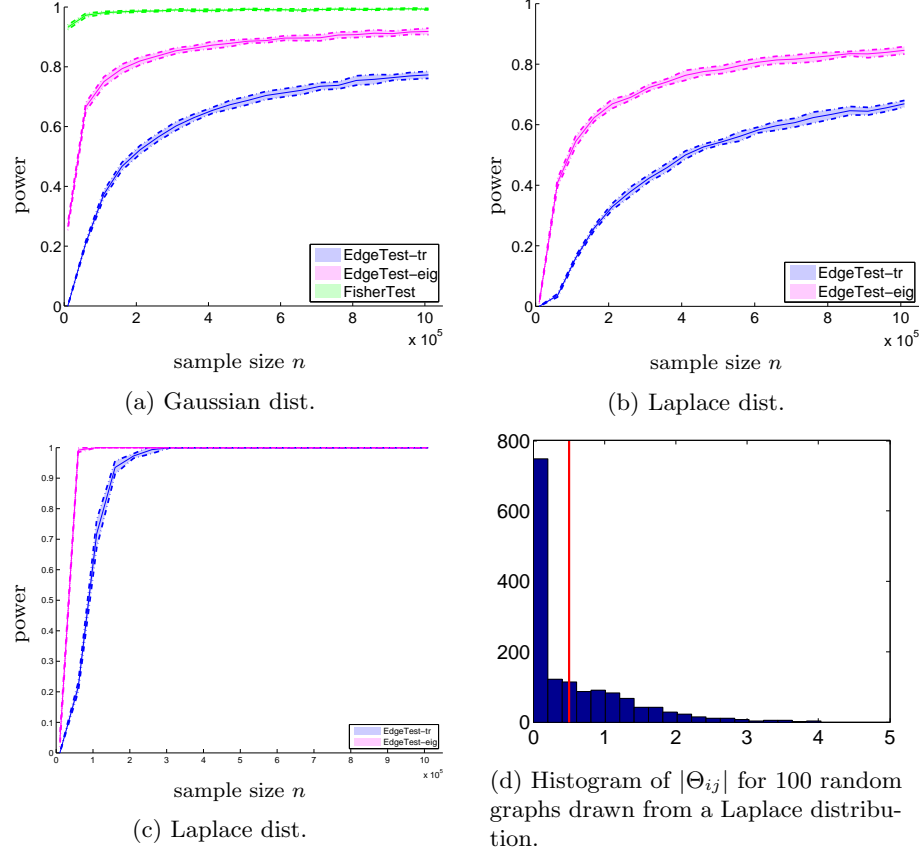 1
0.8
0.6
0.4
0.2
0
power
EdgeTest-tr
EdgeTest-eig
FisherTest
0 2 4 6 8 10
x 10^5
sample size n
(a) Gaussian dist.
1
0.8
0.6
0.4
0.2
0
power
EdgeTest-tr
EdgeTest-eig
0 2 4 6 8 10
x 10^5
sample size n
(b) Laplace dist.
1
0.9
0.8
0.7
0.6
0.5
0.4
0.3
0.2
0.1
0
power
EdgeTest-tr
EdgeTest-eig
0 1 2 3 4 5 6 7 8 9 10
x 10^5
sample size n
(c) Laplace dist.
800
600
400
200
0
0 1 2 3 4 5
(d) Histogram of |Θij| for 100 random
graphs drawn from a Laplace distribu-
tion.